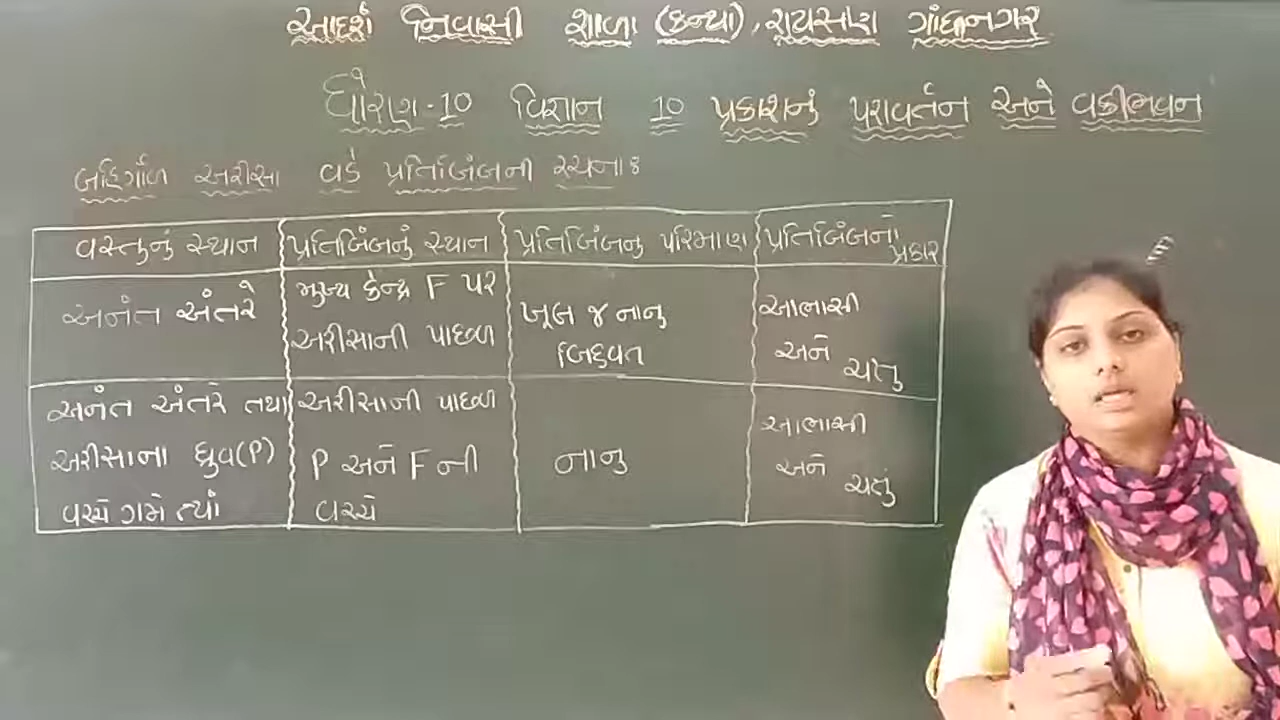 આદર્શ નિવાસી શાળા (કન્યા), રાયસણ ગાંધીનગર
ધોરણ-10 વિજ્ઞાન 10 પ્રકાશનું પરાવર્તન અને વક્રીભવન
બહિર્ગોળ અરીસા વડે પ્રતિબિંબની રચનાઃ
વસ્તુનું સ્થાન પ્રતિબિંબનું સ્થાન પ્રતિબિંબનુ પરિમાણ પ્રતિબિંબનો પ્રકાર
અનંત અંતરે
મુખ્ય કેન્દ્ર F પર
અરીસાની પાછળ
ખૂબ જ નાનુ
બિંદુવત
આભાસી
અને
ચતુ
અનંત અંતરે તથા
અરીસાના ધ્રુવ(P)
વચ્ચે ગમે ત્યાં
અરીસાની પાછળ
P અને F ની
વચ્ચે
નાનુ
આભાસી
અને
ચતું